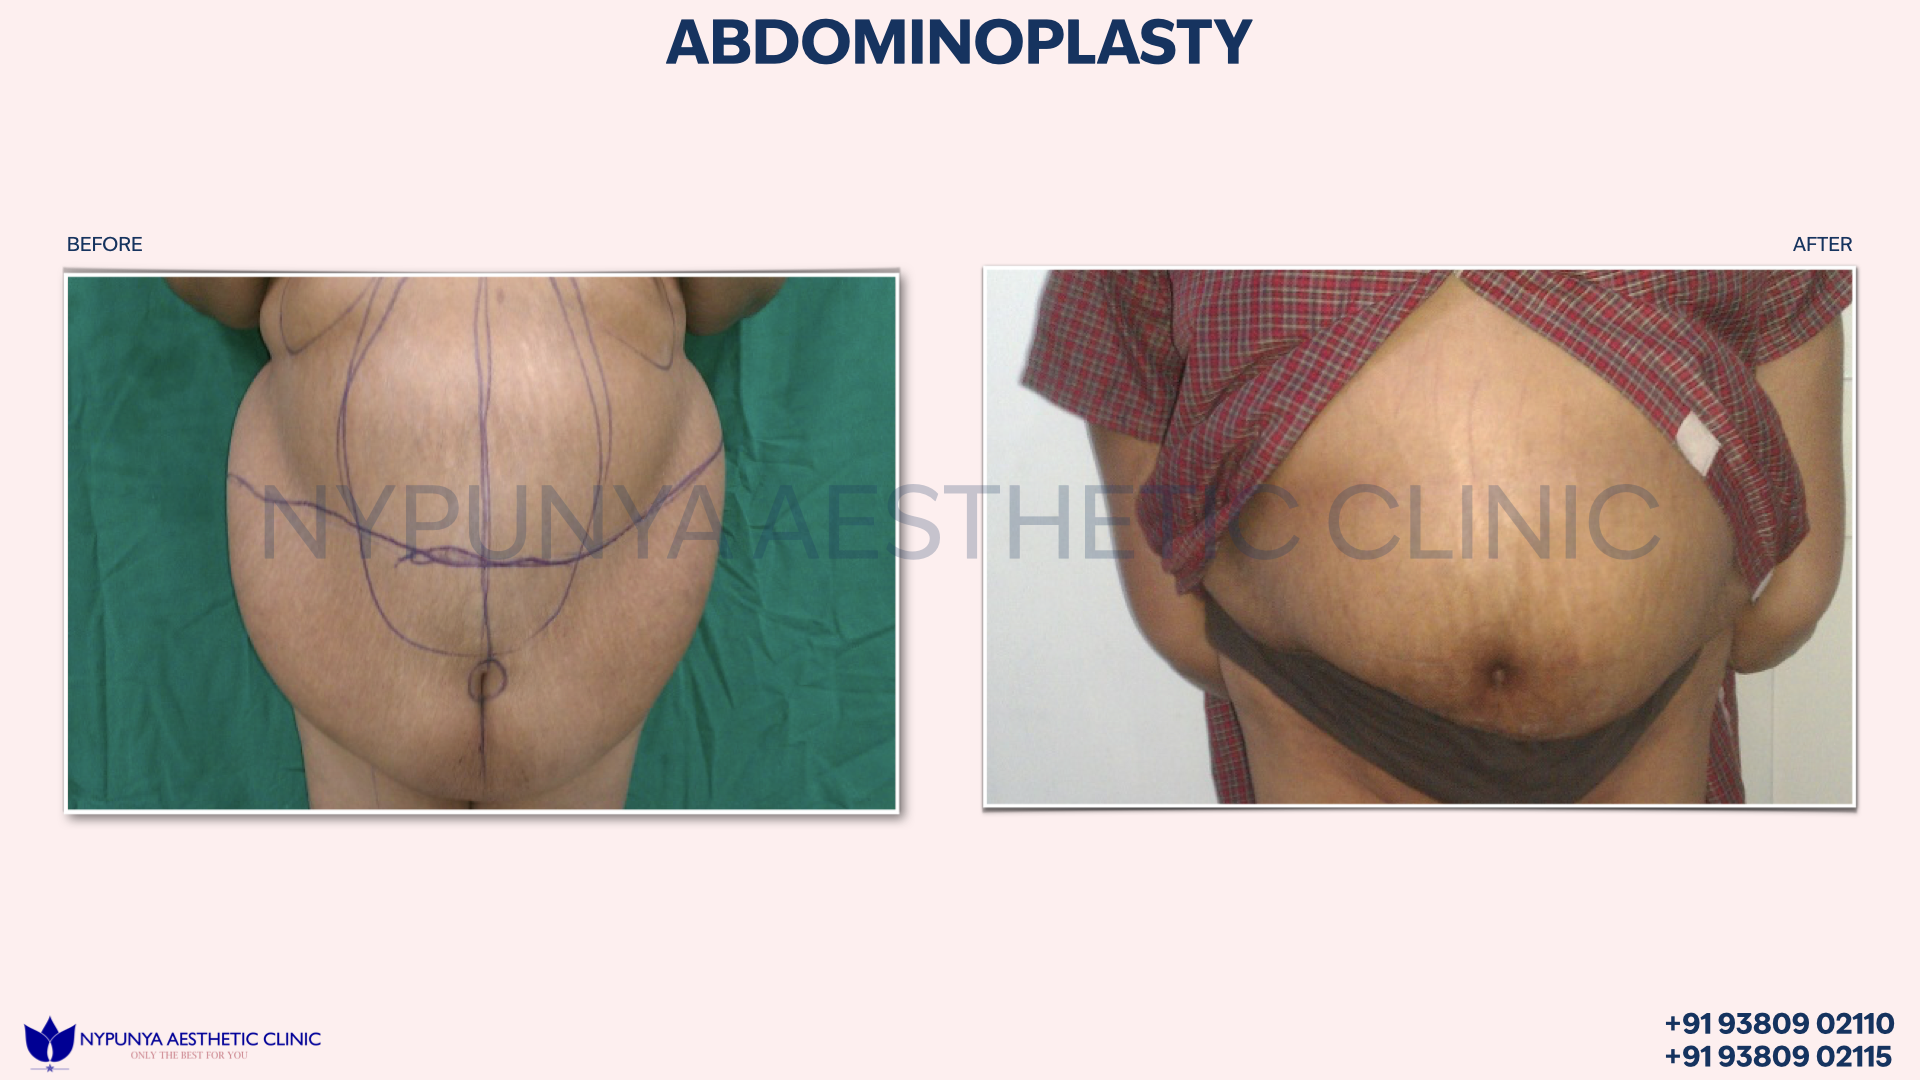 ABDOMINOPLASTY
BEFORE
AFTER
NYPUNYA AESTHETIC CLINIC
NYPUNYA AESTHETIC CLINIC
ONLY THE BEST FOR YOU
+91 93809 02110
+91 93809 02115